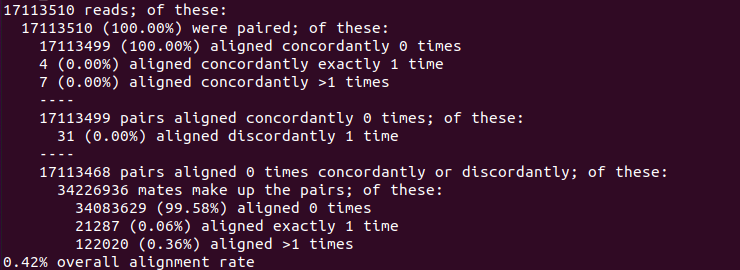 17113510 reads; of these:
17113510 (100.00%) were paired; of these:
17113499 (100.00%) aligned concordantly 0 times
4 (0.00%) aligned concordantly exactly 1 time
7 (0.00%) aligned concordantly >1 times
----
17113499 pairs aligned concordantly 0 times; of these:
31 (0.00%) aligned discordantly 1 time
----
17113468 pairs aligned 0 times concordantly or discordantly; of these:
34226936 mates make up the pairs; of these:
34083629 (99.58%) aligned 0 times
21287 (0.06%) aligned exactly 1 time
122020 (0.36%) aligned >1 times
0.42% overall alignment rate